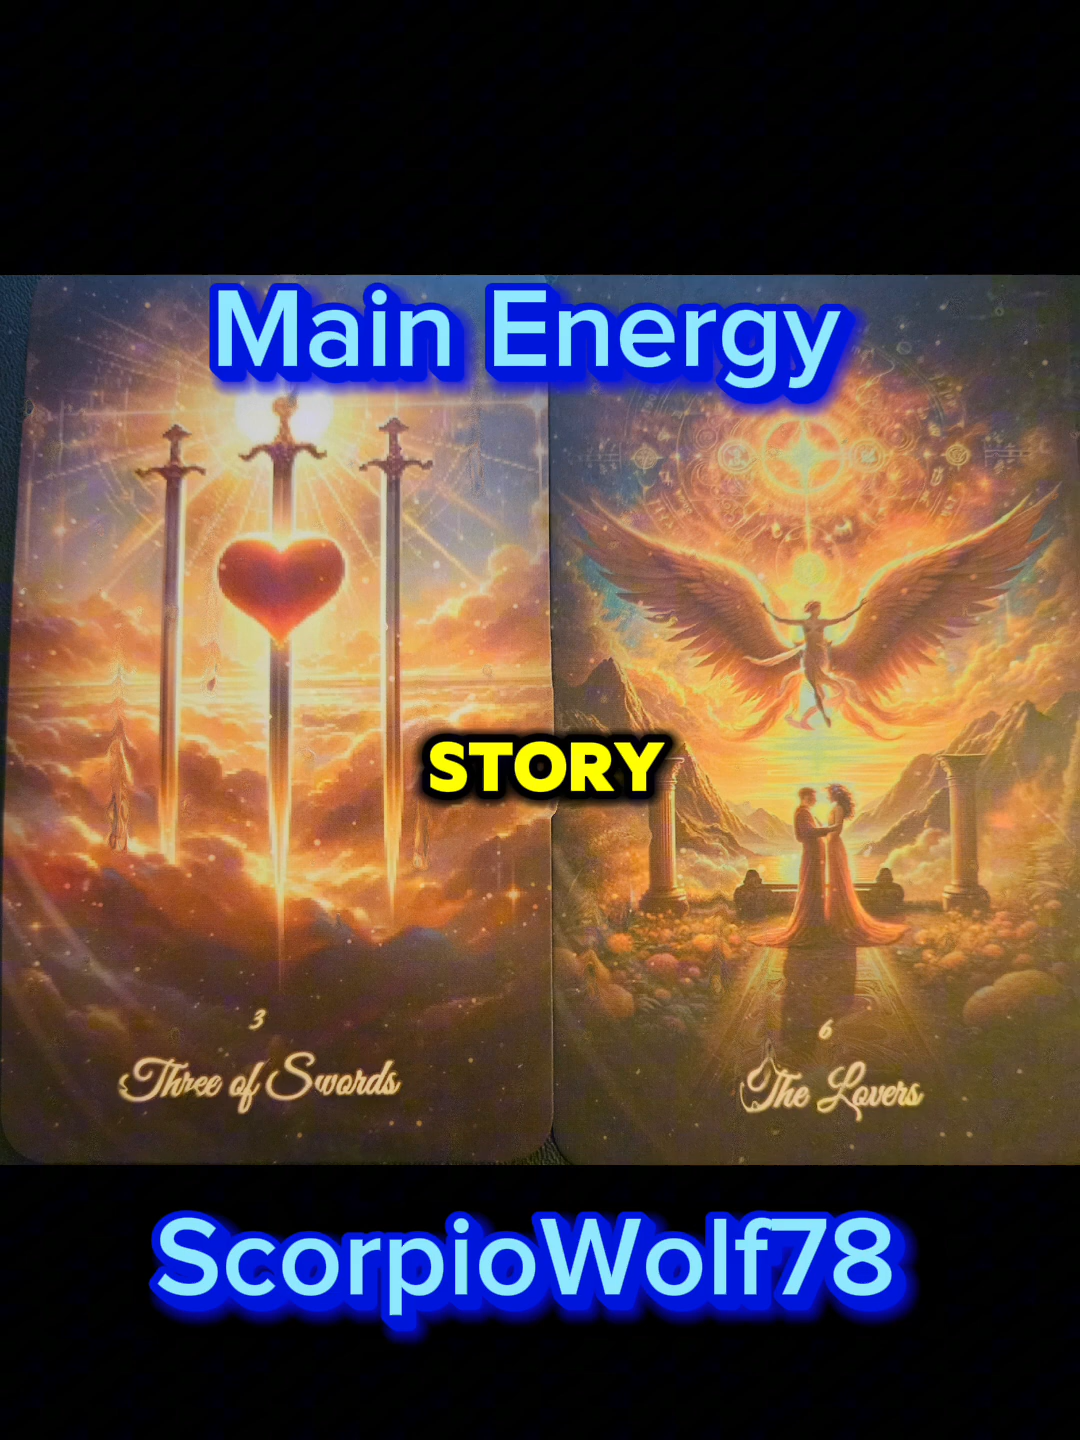 Main Energy
STORY
3
Three of Swords
6
The Lovers
ScorpioWolf78